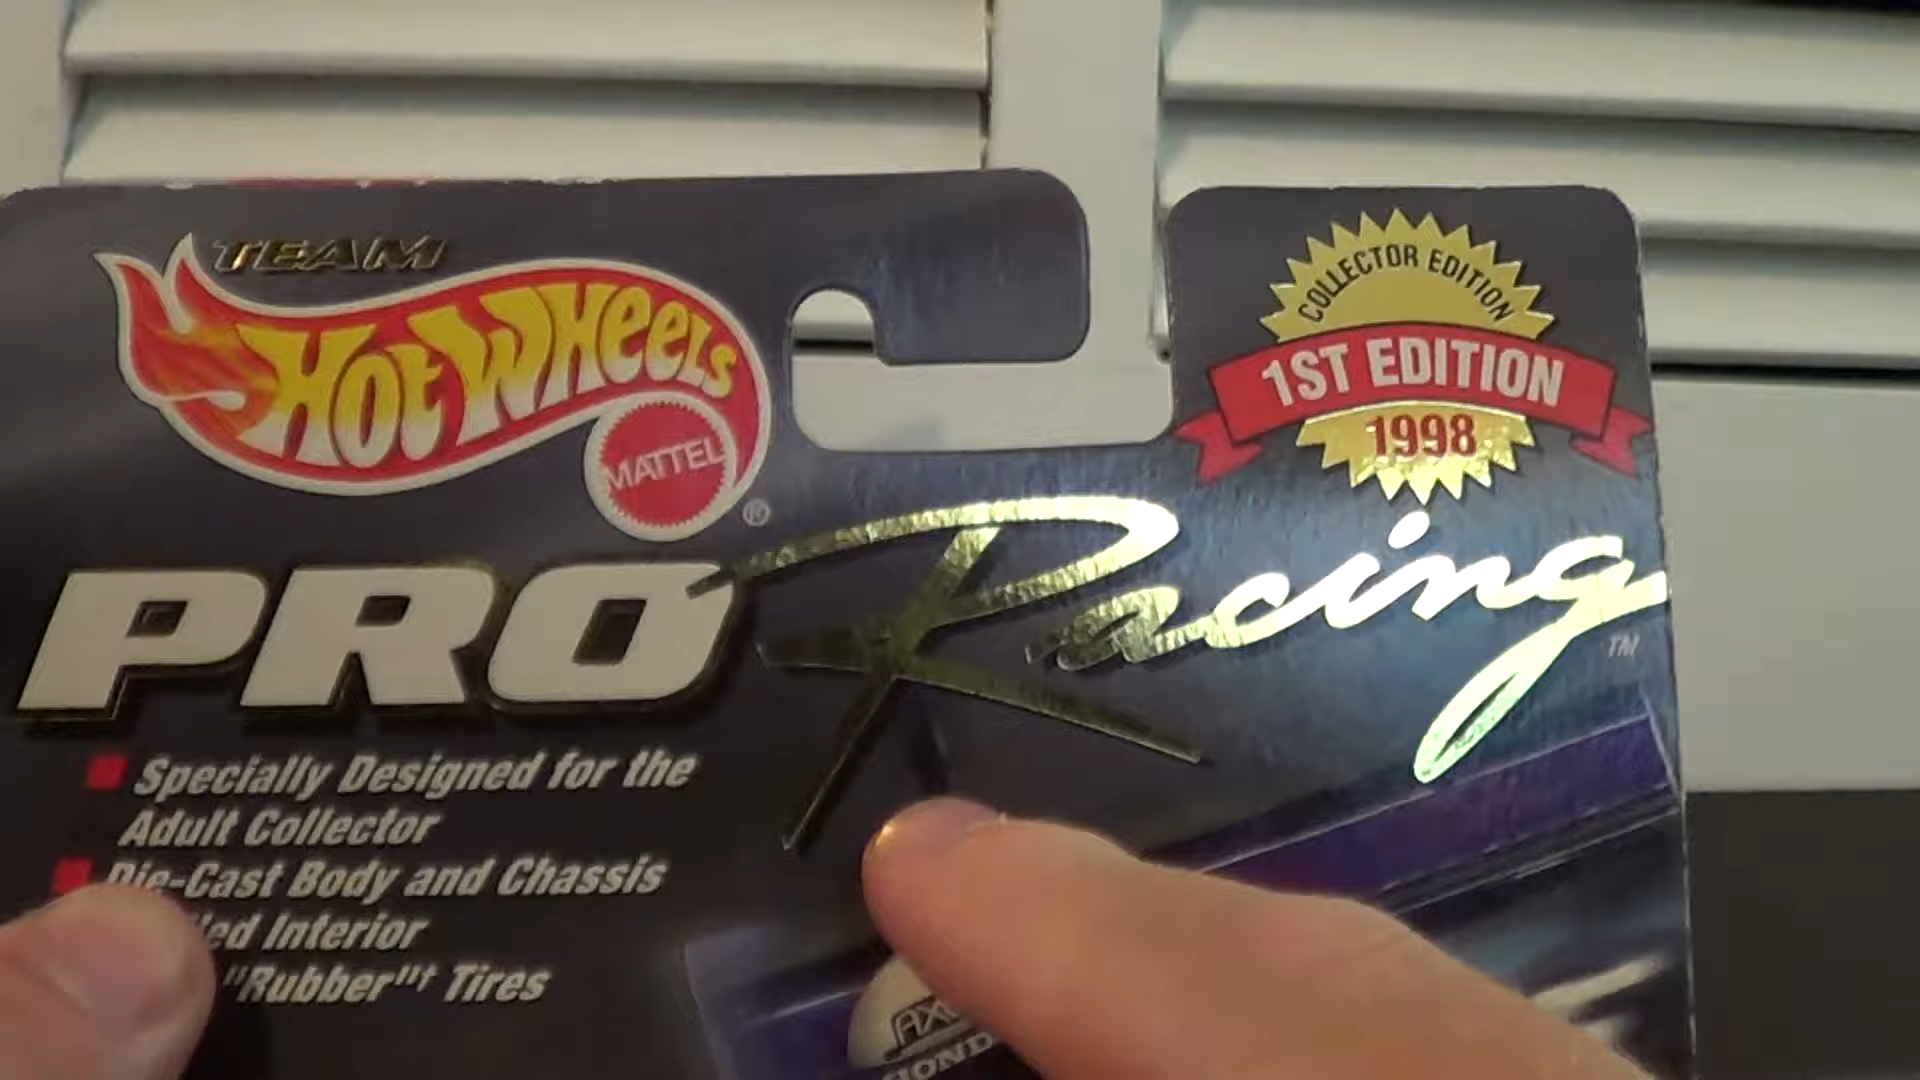 TEAM
HOT WHEELS
MATTEL
®
COLLECTOR EDITION
1ST EDITION
1998
PRO Racing
TM
Specially Designed for the
Adult Collector
Die-Cast Body and Chassis
Interior
"Rubber"† Tires